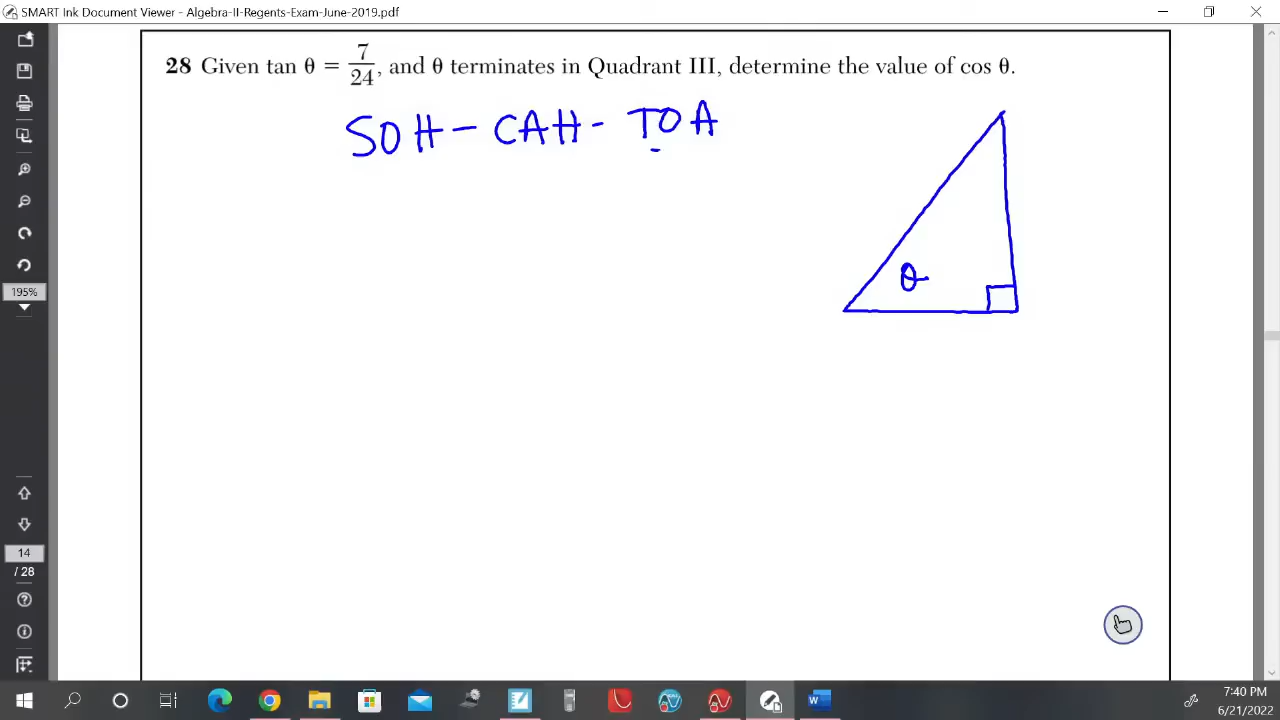 SMART Ink Document Viewer - Algebra-II-Regents-Exam-June-2019.pdf
28 Given tan θ = 7/24, and θ terminates in Quadrant III, determine the value of cos θ.
SOH - CAH - TOA
θ
195%
14
/ 28
7:40 PM
6/21/2022